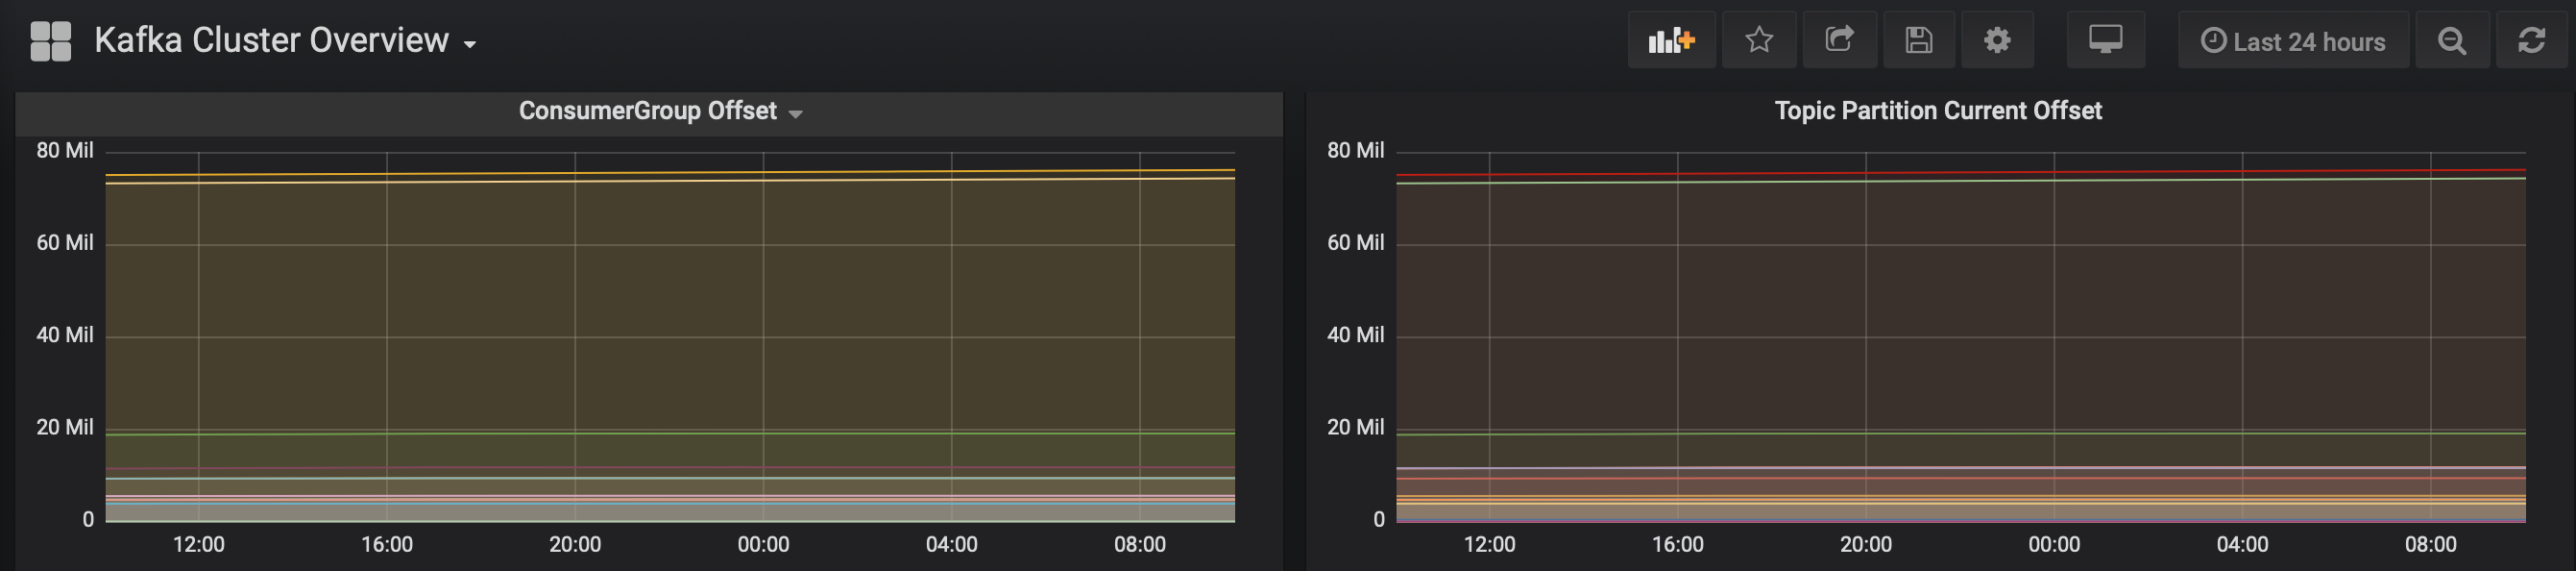 Kafka Cluster Overview
Last 24 hours
ConsumerGroup Offset
80 Mil
60 Mil
40 Mil
20 Mil
0
12:00 16:00 20:00 00:00 04:00 08:00
Topic Partition Current Offset
80 Mil
60 Mil
40 Mil
20 Mil
0
12:00 16:00 20:00 00:00 04:00 08:00